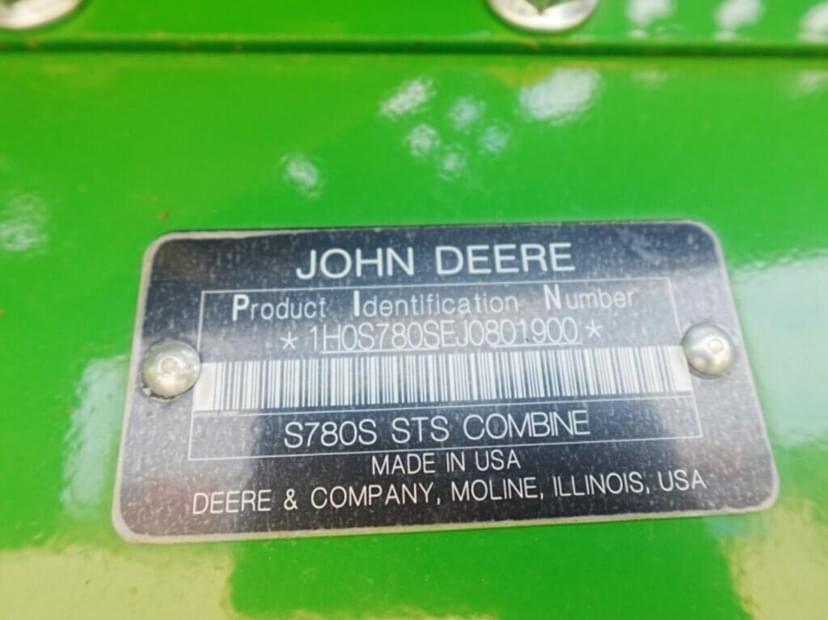 JOHN DEERE
Product Identification Number
*1H0S780SEJ0801900*
S780S STS COMBINE
MADE IN USA
DEERE & COMPANY, MOLINE, ILLINOIS, USA